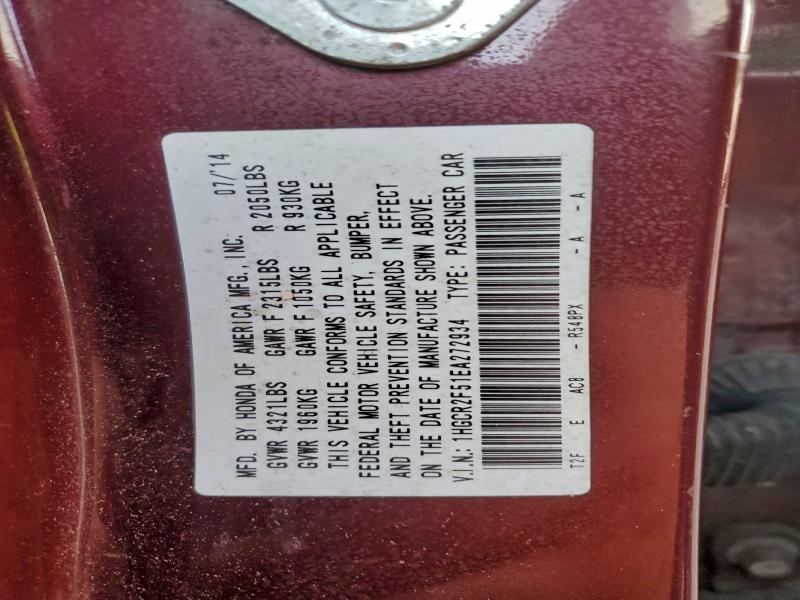 MFD. BY HONDA OF AMERICA MFG., INC. 07/'14
GVWR 4321LBS GAWR F 2315LBS R 2050LBS
GVWR 1960KG GAWR F 1050KG R 930KG
THIS VEHICLE CONFORMS TO ALL APPLICABLE
FEDERAL MOTOR VEHICLE SAFETY, BUMPER,
AND THEFT PREVENTION STANDARDS IN EFFECT
ON THE DATE OF MANUFACTURE SHOWN ABOVE.
V.I.N.: 1HGCR2F51EA272934 TYPE: PASSENGER CAR
T2F E AC8 - R548PX - A - A